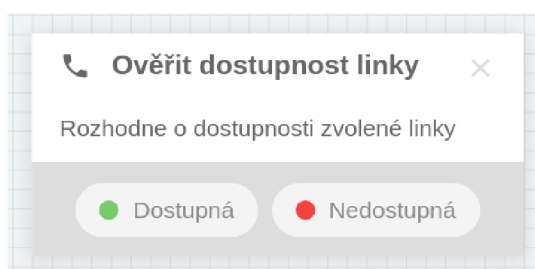 Ověřit dostupnost linky
Rozhodne o dostupnosti zvolené linky
Dostupná
Nedostupná